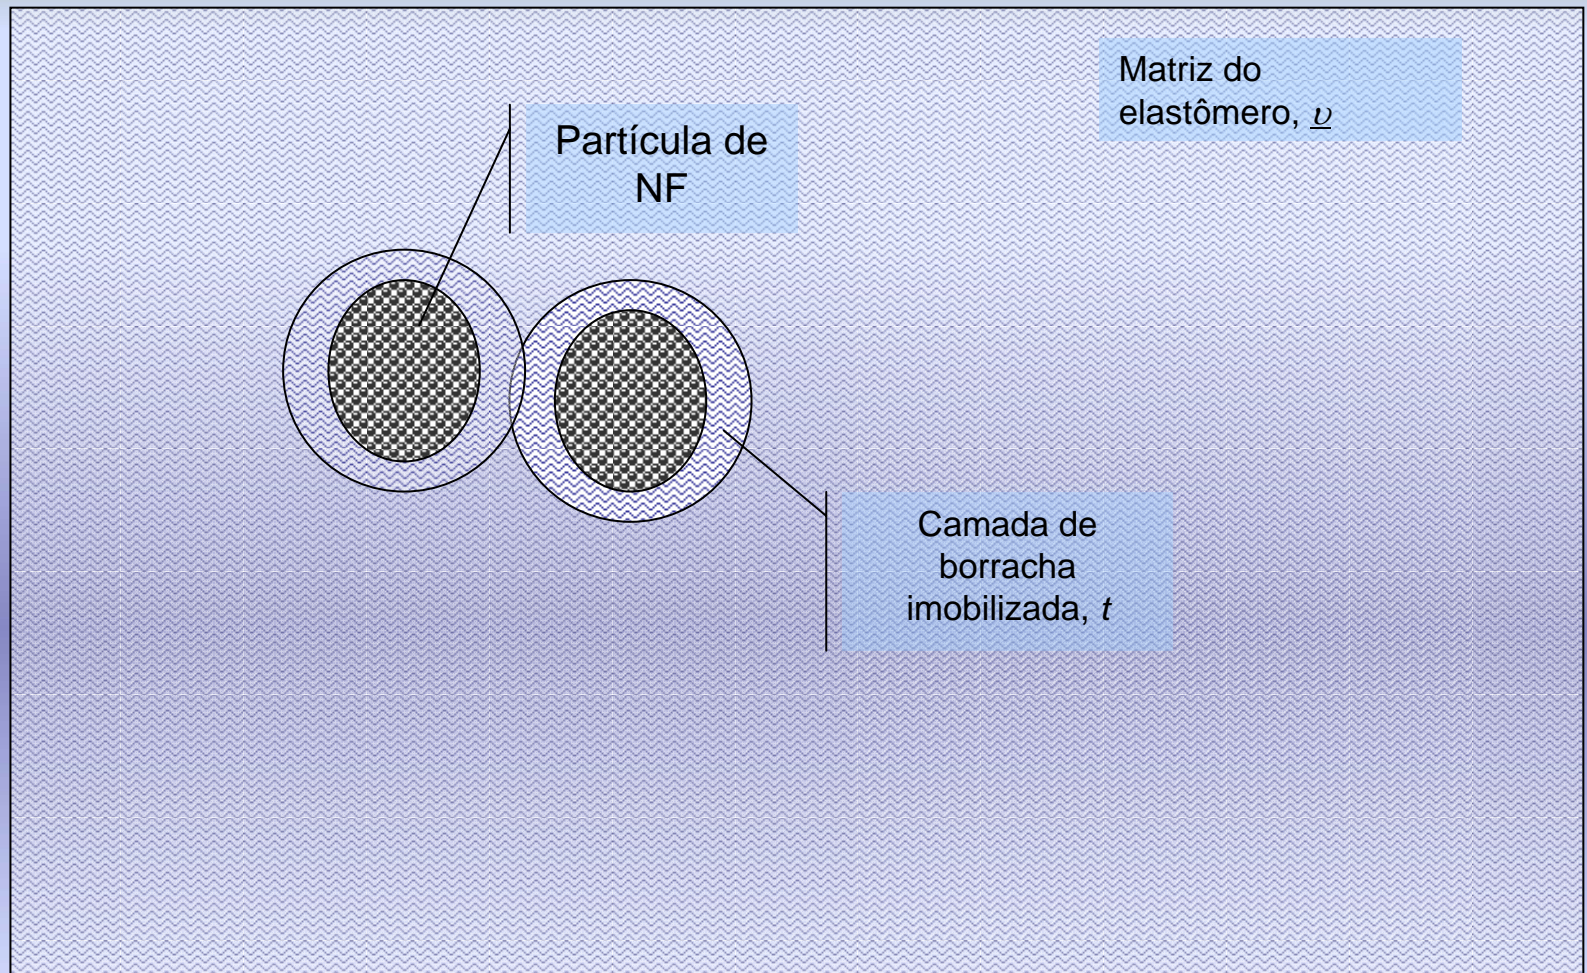 Matriz do
elastômero, υ
Partícula de
NF
Camada de
borracha
imobilizada, t